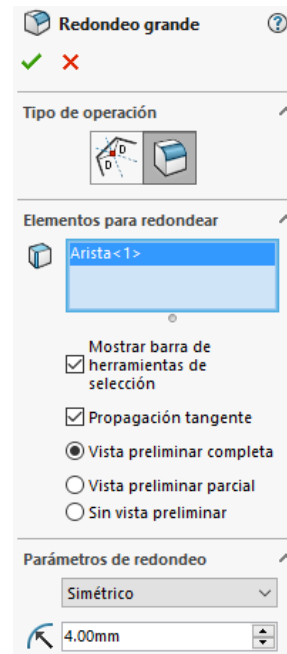 Redondeo grande
Tipo de operación
Elementos para redondear
Arista<1>
Mostrar barra de
herramientas de
selección
Propagación tangente
Vista preliminar completa
Vista preliminar parcial
Sin vista preliminar
Parámetros de redondeo
Simétrico
4.00mm